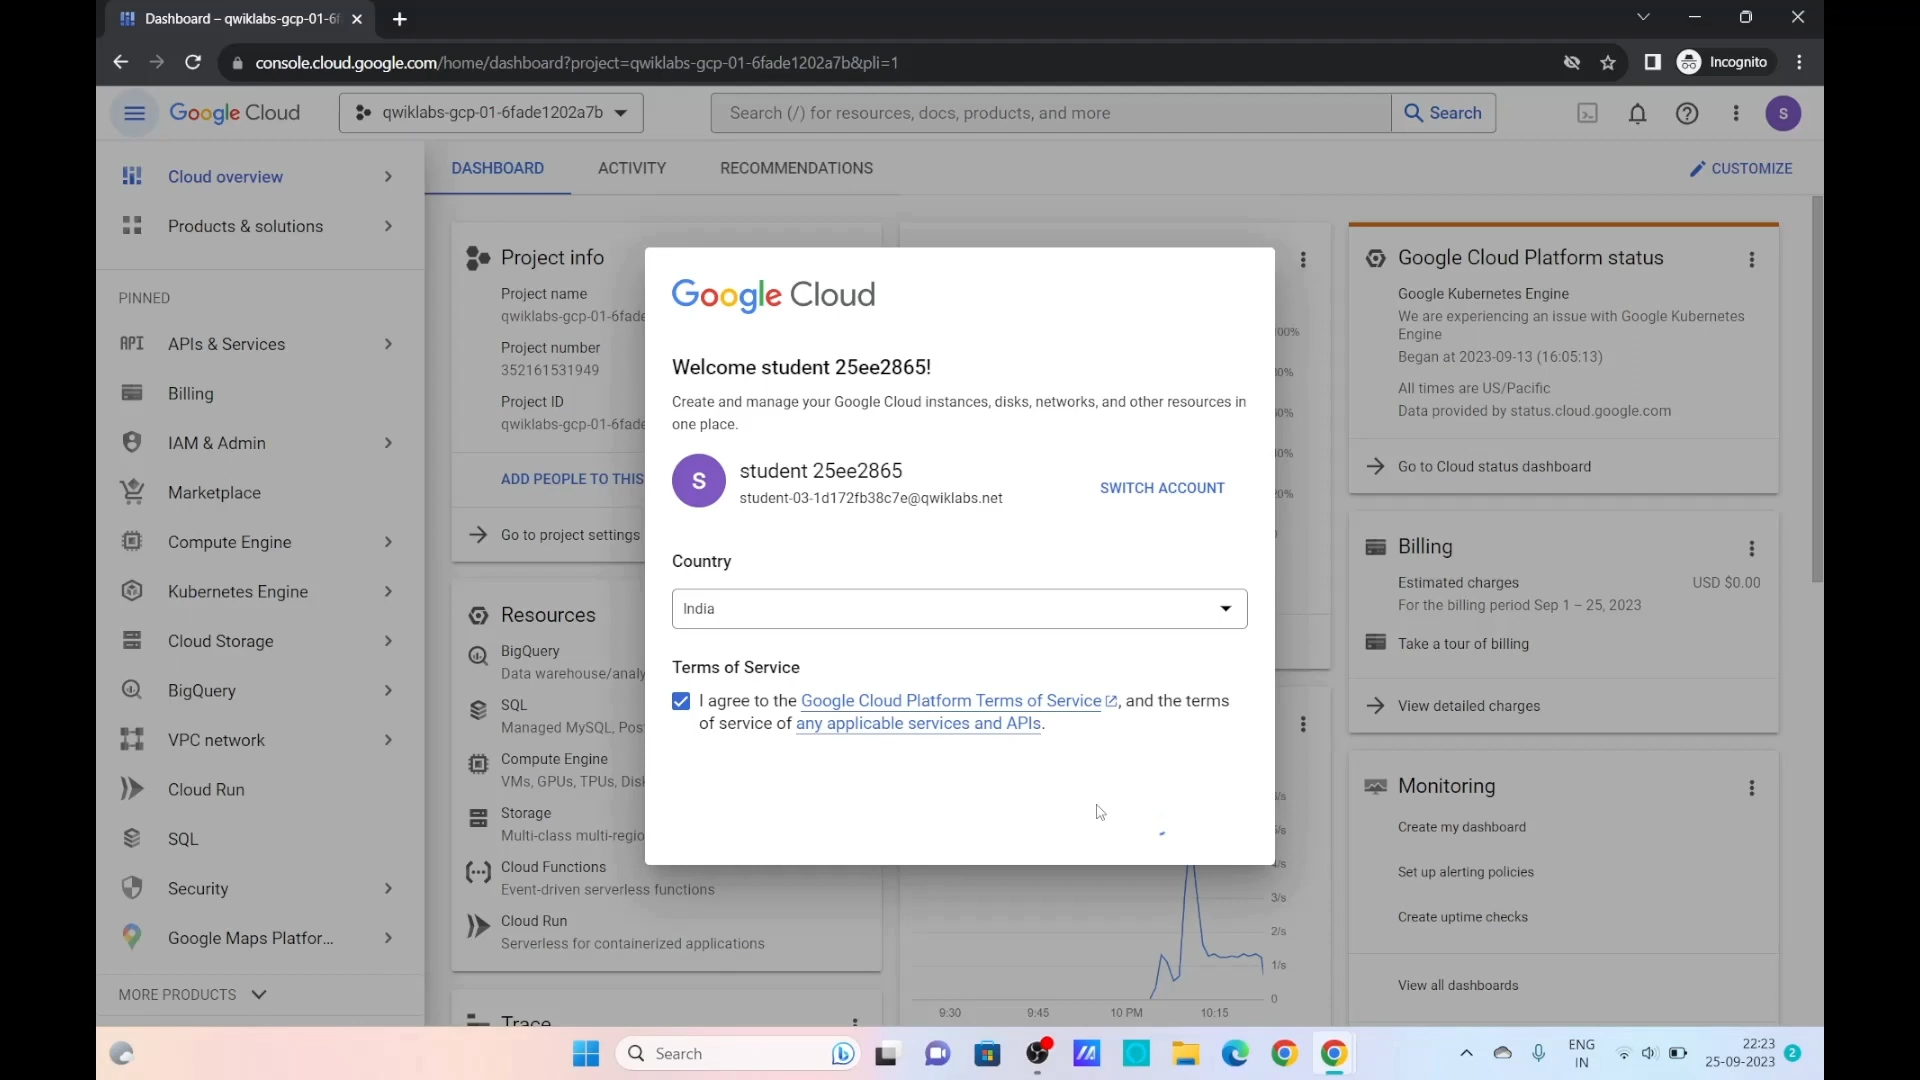 Dashboard – qwiklabs-gcp-01-6f
console.cloud.google.com/home/dashboard?project=qwiklabs-gcp-01-6fade1202a7b&pli=1
Incognito
Google Cloud
qwiklabs-gcp-01-6fade1202a7b
Search (/) for resources, docs, products, and more
Search
S
Cloud overview
Products & solutions
PINNED
API APIs & Services
Billing
IAM & Admin
Marketplace
Compute Engine
Kubernetes Engine
Cloud Storage
BigQuery
VPC network
Cloud Run
SQL
Security
Google Maps Platfor...
MORE PRODUCTS
DASHBOARD
ACTIVITY
RECOMMENDATIONS
CUSTOMIZE
Project info
Project name
qwiklabs-gcp-01-6fade
Project number
352161531949
Project ID
qwiklabs-gcp-01-6fade
ADD PEOPLE TO THIS
Go to project settings
Resources
BigQuery
Data warehouse/analy
SQL
Managed MySQL, Pos
Compute Engine
VMs, GPUs, TPUs, Disk
Storage
Multi-class multi-regio
Cloud Functions
Event-driven serverless functions
Cloud Run
Serverless for containerized applications
Trace
Google Cloud
Welcome student 25ee2865!
Create and manage your Google Cloud instances, disks, networks, and other resources in
one place.
S
student 25ee2865
student-03-1d172fb38c7e@qwiklabs.net
SWITCH ACCOUNT
Country
India
Terms of Service
I agree to the Google Cloud Platform Terms of Service, and the terms
of service of any applicable services and APIs.
3/s
2/s
1/s
0
9:30
9:45
10 PM
10:15
Google Cloud Platform status
Google Kubernetes Engine
We are experiencing an issue with Google Kubernetes
Engine
Began at 2023-09-13 (16:05:13)
All times are US/Pacific
Data provided by status.cloud.google.com
Go to Cloud status dashboard
Billing
Estimated charges
USD $0.00
For the billing period Sep 1 – 25, 2023
Take a tour of billing
View detailed charges
Monitoring
Create my dashboard
Set up alerting policies
Create uptime checks
View all dashboards
Search
ENG
IN
22:23
25-09-2023
2